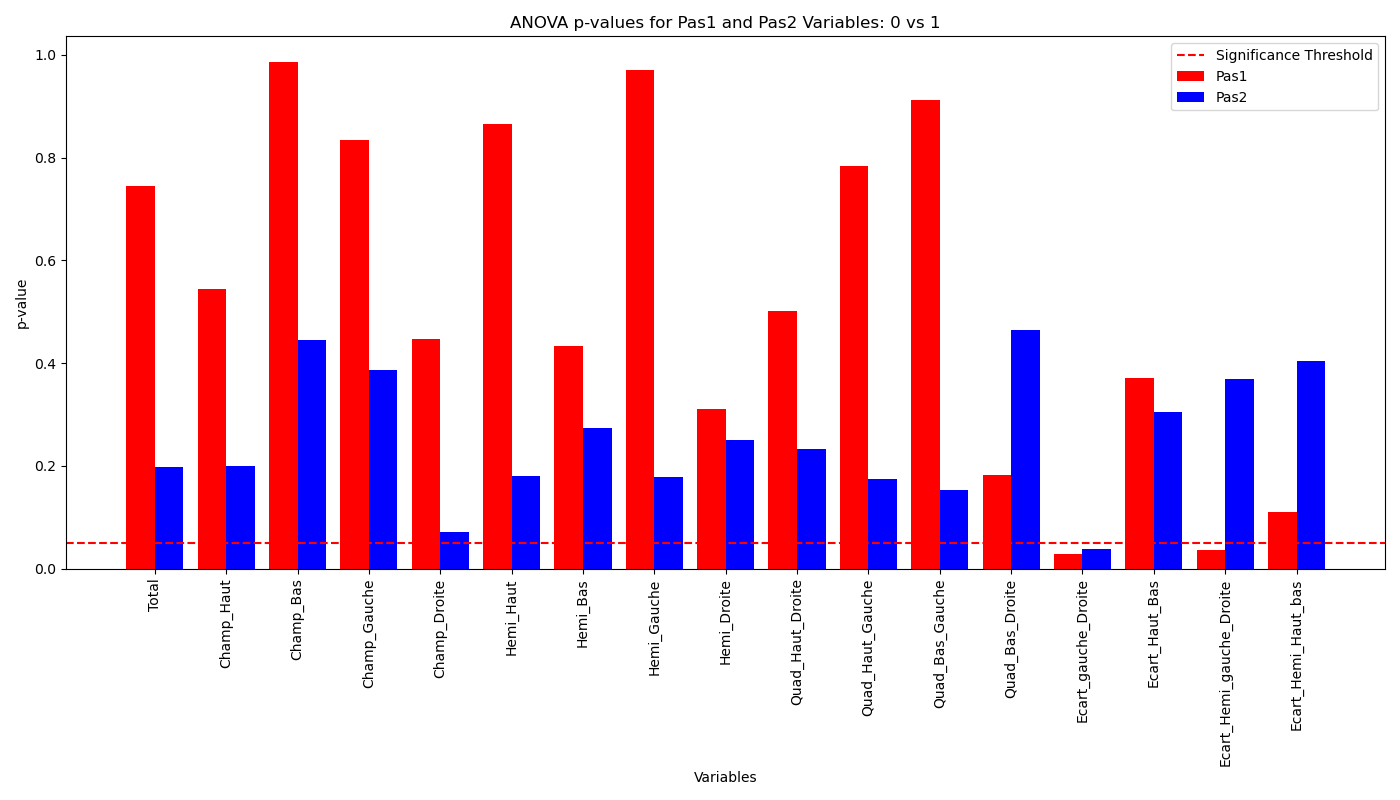 ANOVA p-values for Pas1 and Pas2 Variables: 0 vs 1
Significance Threshold
Pas1
Pas2
p-value
1.0
0.8
0.6
0.4
0.2
0.0
Total
Champ_Haut
Champ_Bas
Champ_Gauche
Champ_Droite
Hemi_Haut
Hemi_Bas
Hemi_Gauche
Hemi_Droite
Quad_Haut_Droite
Quad_Haut_Gauche
Quad_Bas_Gauche
Quad_Bas_Droite
Ecart_gauche_Droite
Ecart_Haut_Bas
Ecart_Hemi_gauche_Droite
Ecart_Hemi_Haut_bas
Variables